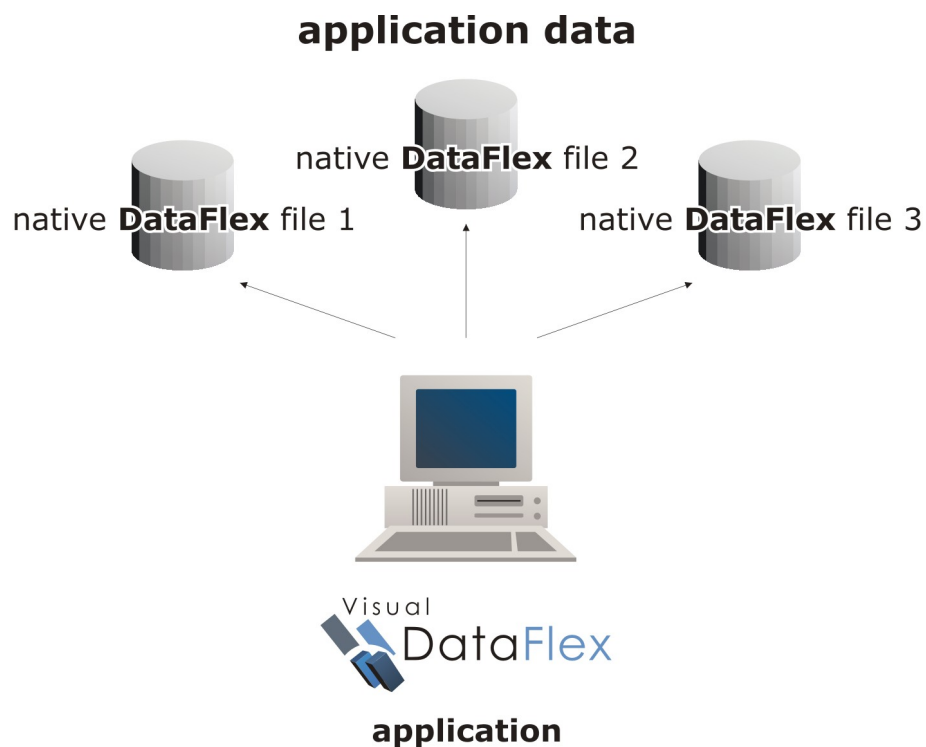 application data
native DataFlex file 2
native DataFlex file 1
native DataFlex file 3
Visual
DataFlex
application